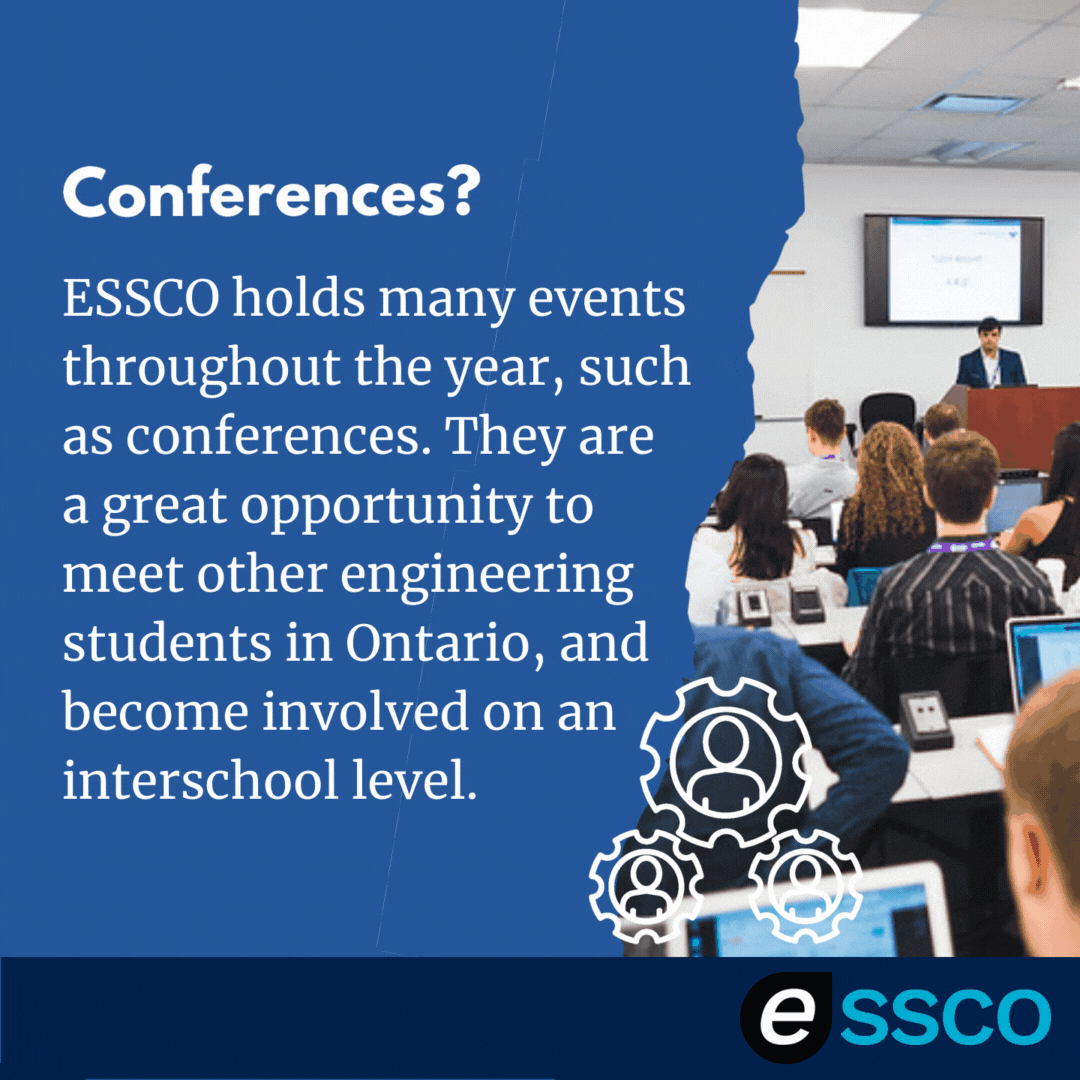 Conferences?
ESSCO holds many events
throughout the year, such
as conferences. They are
a great opportunity to
meet other engineering
students in Ontario, and
become involved on an
interschool level.
eSSCO